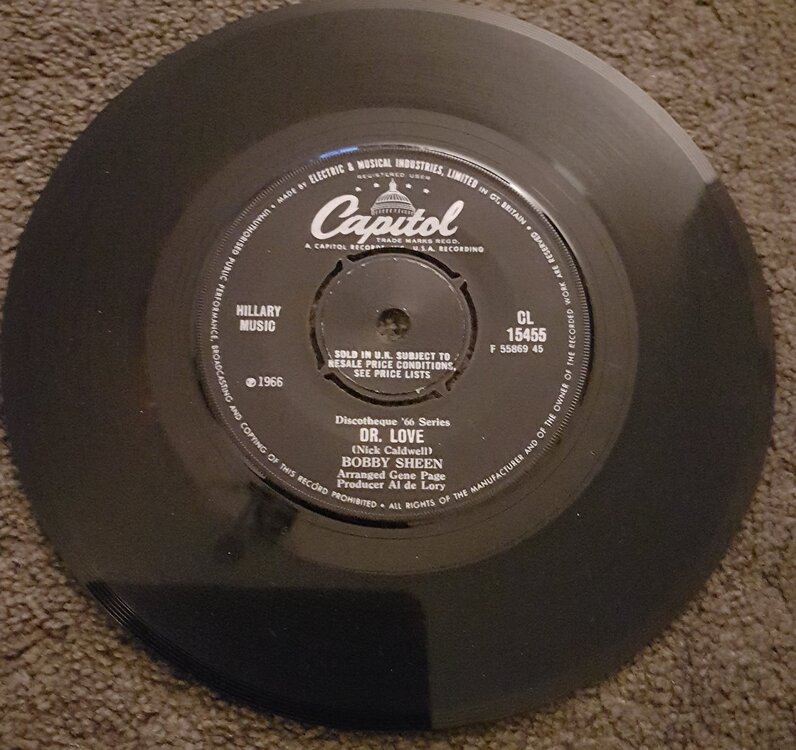 UNAUTHORISED PUBLIC PERFORMANCE, BROADCASTING AND COPYING OF THIS RECORD PROHIBITED • ALL RIGHTS OF THE MANUFACTURER AND OF THE OWNER OF THE RECORDED WORK RESERVED •
MADE BY ELECTRIC & MUSICAL INDUSTRIES, LIMITED IN GT. BRITAIN •
REGISTERED USER
Capitol
TRADE MARKS REGD.
A CAPITOL U.S.A. RECORDING
HILLARY
MUSIC
CL
15455
F 55869 45
SOLD IN U.K. SUBJECT TO
RESALE PRICE CONDITIONS,
SEE PRICE LISTS
℗ 1966
Discotheque '66 Series
DR. LOVE
(Nick Caldwell)
BOBBY SHEEN
Arranged Gene Page
Producer Al de Lory